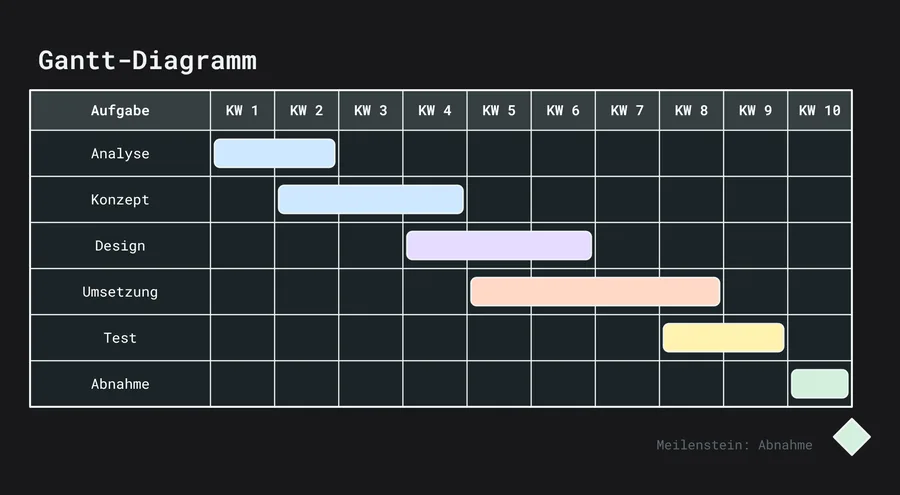 Gantt-Diagramm
Aufgabe KW 1 KW 2 KW 3 KW 4 KW 5 KW 6 KW 7 KW 8 KW 9 KW 10
Analyse
Konzept
Design
Umsetzung
Test
Abnahme
Meilenstein: Abnahme